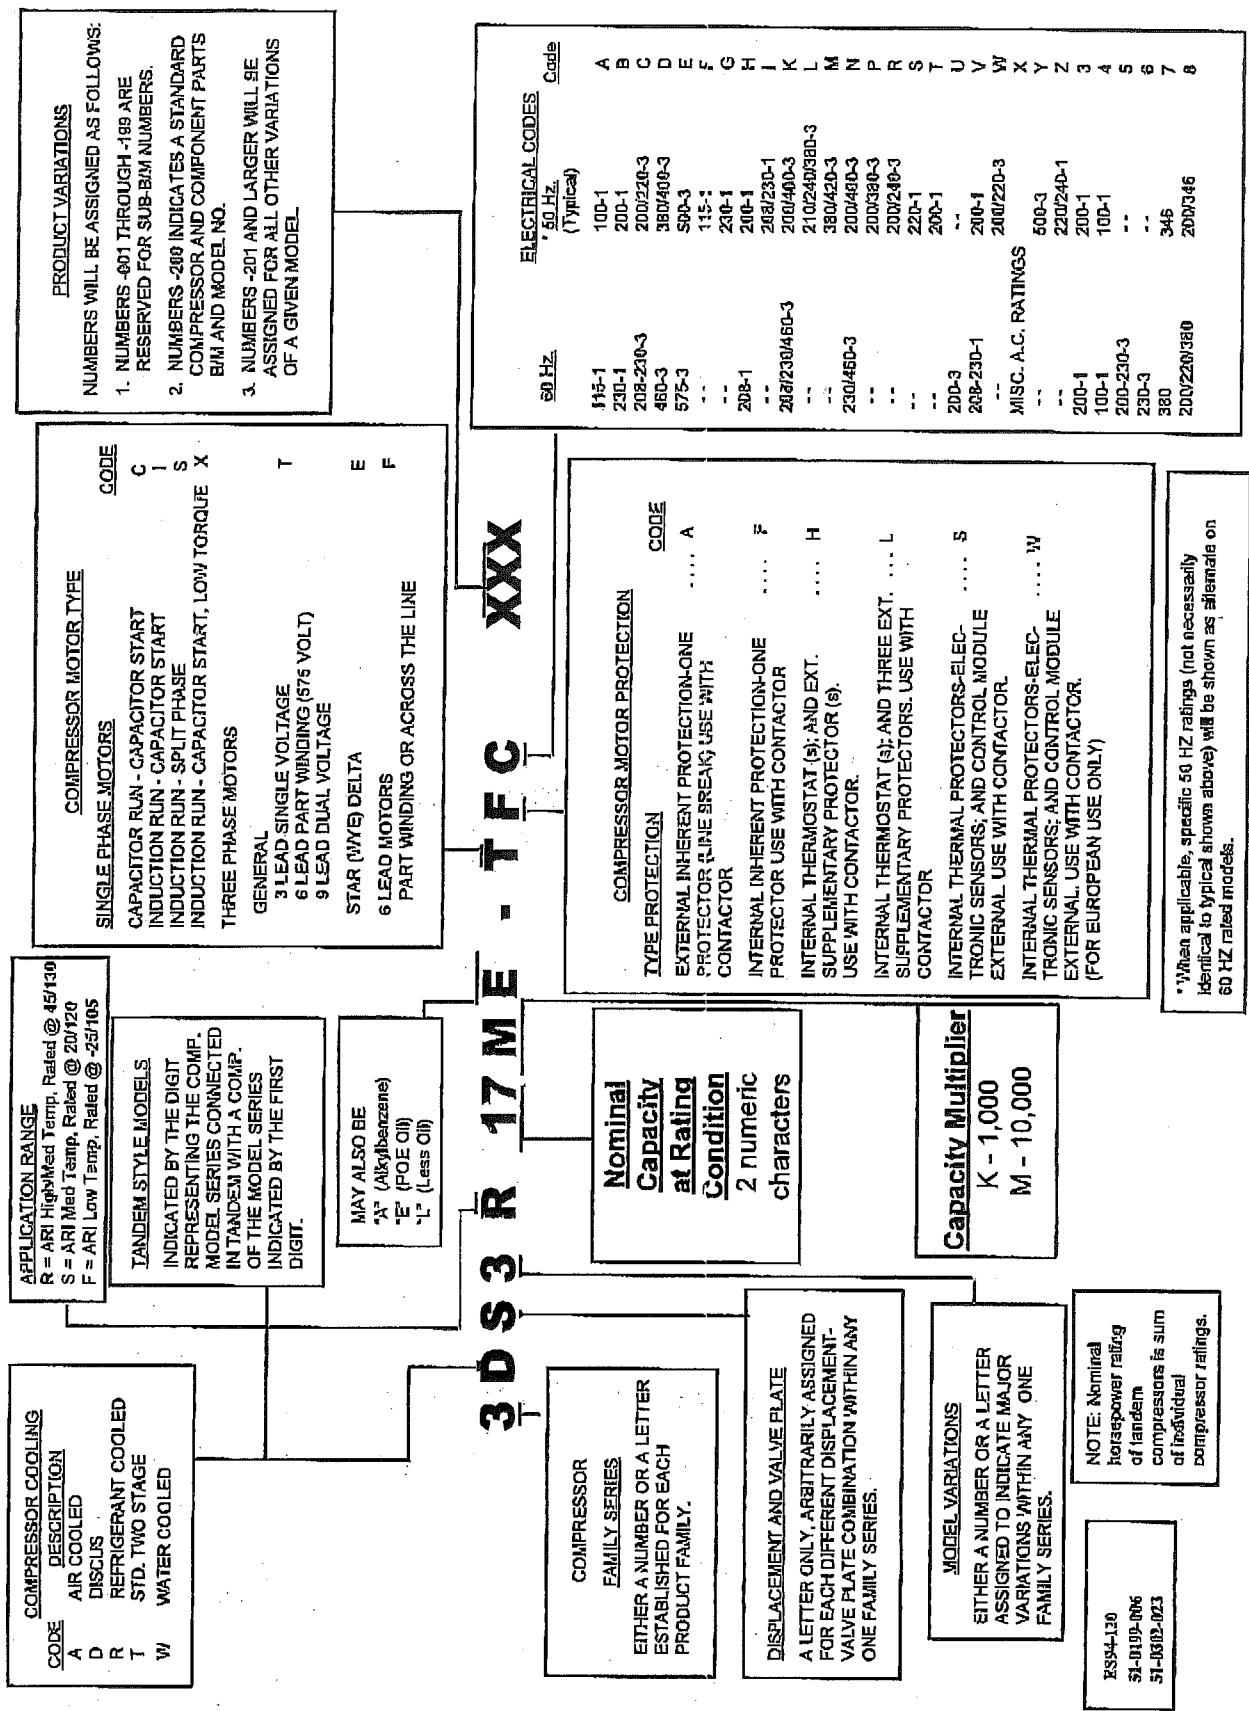 COMPRESSOR COOLING
CODE DESCRIPTION
A AIR COOLED
D DISCUS
R REFRIGERANT COOLED
T STD. TWO STAGE
W WATER COOLED
APPLICATION RANGE
R = ARI High/Med Temp, Rated @ 45/130
S = ARI Med Temp, Rated @ 20/120
F = ARI Low Temp, Rated @ -25/105
TANDEM STYLE MODELS
INDICATED BY THE DIGIT
REPRESENTING THE COMP.
MODEL SERIES CONNECTED
IN TANDEM WITH A COMP.
OF THE MODEL SERIES
INDICATED BY THE FIRST
DIGIT.
MAY ALSO BE
"A" (Alkylbenzene)
"E" (POE Oil)
"L" (Less Oil)
COMPRESSOR MOTOR TYPE
SINGLE PHASE MOTORS CODE
CAPACITOR RUN - CAPACITOR START C
INDUCTION RUN - CAPACITOR START I
INDUCTION RUN - SPLIT PHASE S
INDUCTION RUN - CAPACITOR START, LOW TORQUE X
THREE PHASE MOTORS
GENERAL
3 LEAD SINGLE VOLTAGE T
6 LEAD PART WINDING (575 VOLT)
9 LEAD DUAL VOLTAGE
STAR (WYE) DELTA E
6 LEAD MOTORS F
PART WINDING OR ACROSS THE LINE
PRODUCT VARIATIONS
NUMBERS WILL BE ASSIGNED AS FOLLOWS:
1. NUMBERS -001 THROUGH -199 ARE
RESERVED FOR SUB-B/M NUMBERS.
2. NUMBERS -200 INDICATES A STANDARD
COMPRESSOR AND COMPONENT PARTS
B/M AND MODEL NO.
3. NUMBERS -201 AND LARGER WILL BE
ASSIGNED FOR ALL OTHER VARIATIONS
OF A GIVEN MODEL
3 D S 3 R 17 M E - T F C XXX
COMPRESSOR
FAMILY SERIES
EITHER A NUMBER OR A LETTER
ESTABLISHED FOR EACH
PRODUCT FAMILY.
DISPLACEMENT AND VALVE PLATE
A LETTER ONLY, ARBITRARILY ASSIGNED
FOR EACH DIFFERENT DISPLACEMENT-
VALVE PLATE COMBINATION WITHIN ANY
ONE FAMILY SERIES.
MODEL VARIATIONS
EITHER A NUMBER OR A LETTER
ASSIGNED TO INDICATE MAJOR
VARIATIONS WITHIN ANY ONE
FAMILY SERIES.
ES94-120
51-0199-006
51-0302-023
NOTE: Nominal
horsepower rating
of tandem
compressors is sum
of individual
compressor ratings.
Nominal
Capacity
at Rating
Condition
2 numeric
characters
Capacity Multiplier
K – 1,000
M – 10,000
COMPRESSOR MOTOR PROTECTION
TYPE PROTECTION CODE
EXTERNAL INHERENT PROTECTION-ONE .... A
PROTECTOR (LINE BREAK) USE WITH
CONTACTOR
INTERNAL INHERENT PROTECTION-ONE .... F
PROTECTOR USE WITH CONTACTOR
INTERNAL THERMOSTAT (s); AND EXT. .... H
SUPPLEMENTARY PROTECTOR (s).
USE WITH CONTACTOR.
INTERNAL THERMOSTAT (s); AND THREE EXT. ... L
SUPPLEMENTARY PROTECTORS. USE WITH
CONTACTOR
INTERNAL THERMAL PROTECTORS-ELEC- .... S
TRONIC SENSORS; AND CONTROL MODULE
EXTERNAL USE WITH CONTACTOR.
INTERNAL THERMAL PROTECTORS-ELEC- .... W
TRONIC SENSORS; AND CONTROL MODULE
EXTERNAL. USE WITH CONTACTOR.
(FOR EUROPEAN USE ONLY)
ELECTRICAL CODES
60 Hz. * 50 Hz. Code
(Typical)
115-1 100-1 A
230-1 200-1 B
208-230-3 200/220-3 C
460-3 380/400-3 D
575-3 500-3 E
-- 115-1 F
-- 230-1 G
208-1 200-1 H
-- 208/230-1 I
208/230/460-3 200/400-3 K
-- 210/240/380-3 L
-- 380/420-3 M
230/460-3 200/400-3 N
-- 200/380-3 P
-- 200/240-3 R
-- 220-1 S
-- 200-1 T
200-3 -- U
208-230-1 200-1 V
-- 200/220-3 W
MISC. A.C. RATINGS X
-- 500-3 Y
-- 220/240-1 Z
200-1 200-1 3
100-1 100-1 4
200-230-3 -- 5
230-3 -- 6
380 346 7
200/220/380 200/346 8
* When applicable, specific 50 HZ ratings (not necessarily
identical to typical shown above) will be shown as alternate on
60 HZ rated models.